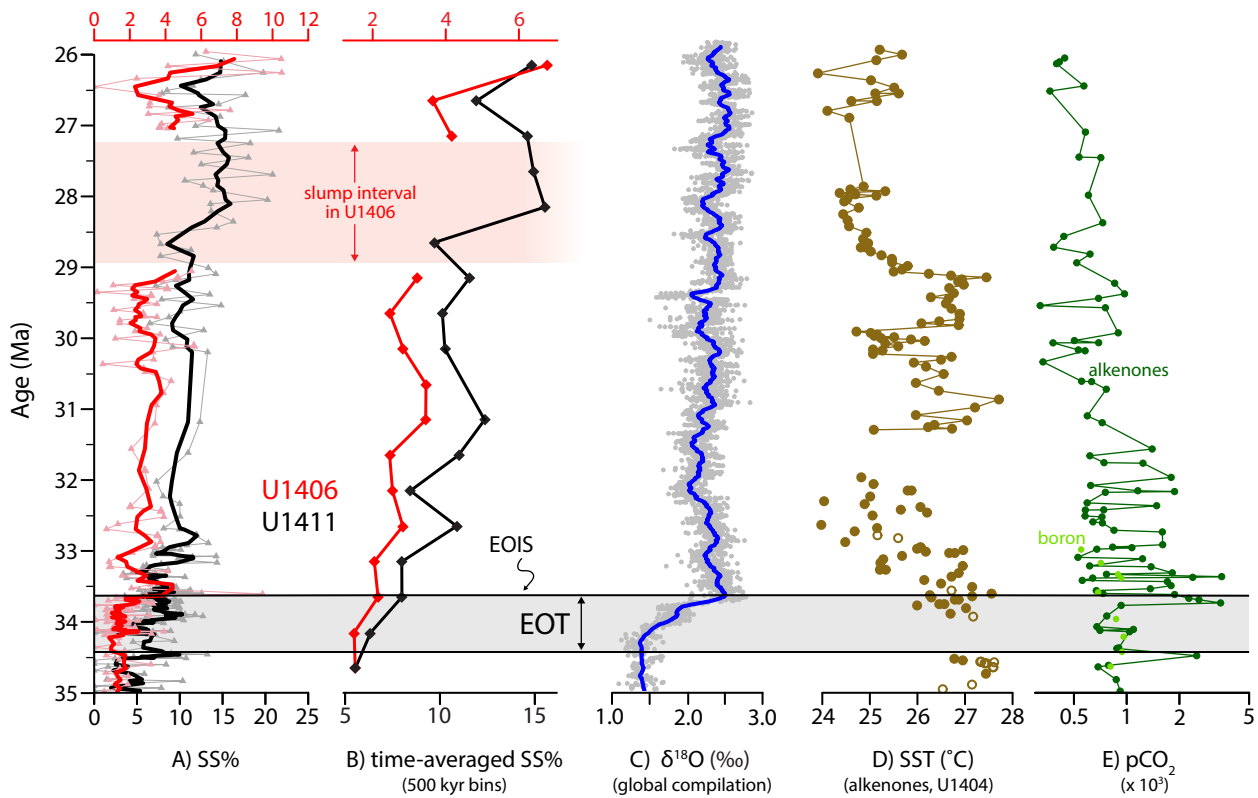 0 2 4 6 8 10 12
2 4 6
Age (Ma)
26
27
28
29
30
31
32
33
34
35
slump interval
in U1406
U1406
U1411
EOIS
EOT
alkenones
boron
0 5 10 15 20 25
5 10 15
1.0 2.0 3.0
24 25 26 27 28
0.5 1 2 5
A) SS%
B) time-averaged SS%
(500 kyr bins)
C) δ¹⁸O (‰)
(global compilation)
D) SST (°C)
(alkenones, U1404)
E) pCO₂
(x 10³)